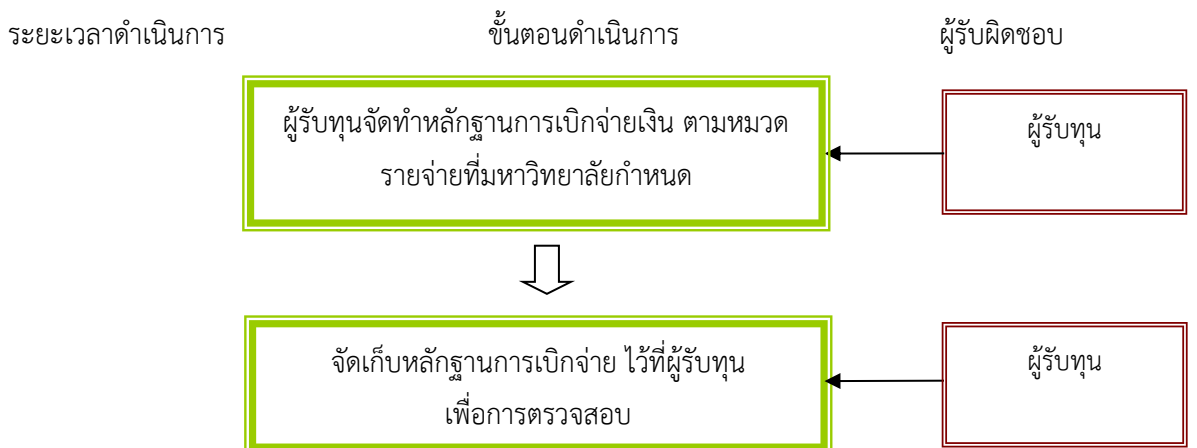 ระยะเวลาดำเนินการ ขั้นตอนดำเนินการ ผู้รับผิดชอบ
ผู้รับทุนจัดทำหลักฐานการเบิกจ่ายเงิน ตามหมวด
รายจ่ายที่มหาวิทยาลัยกำหนด
ผู้รับทุน
จัดเก็บหลักฐานการเบิกจ่าย ไว้ที่ผู้รับทุน
เพื่อการตรวจสอบ
ผู้รับทุน